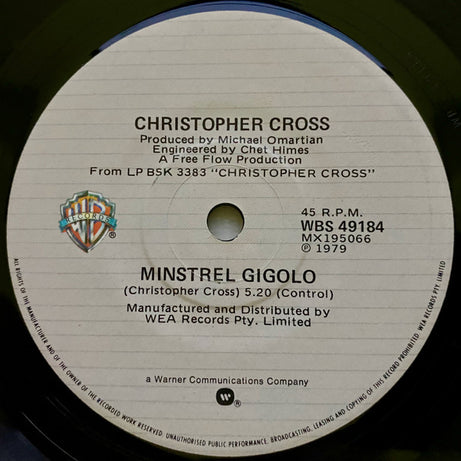 CHRISTOPHER CROSS
Produced by Michael Omartian
Engineered by Chet Himes
A Free Flow Production
From LP BSK 3383 "CHRISTOPHER CROSS"
WB
RECORDS
®
45 R.P.M.
WBS 49184
MX195066
℗ 1979
MINSTREL GIGOLO
(Christopher Cross) 5.20 (Control)
Manufactured and Distributed by
WEA Records Pty. Limited
a Warner Communications Company
®
ALL RIGHTS OF THE MANUFACTURER AND OF THE OWNER OF THE RECORDED WORK RESERVED. UNAUTHORISED PUBLIC PERFORMANCE, BROADCASTING, LEASING AND COPYING OF THIS RECORD PROHIBITED. WEA RECORDS PTY. LIMITED